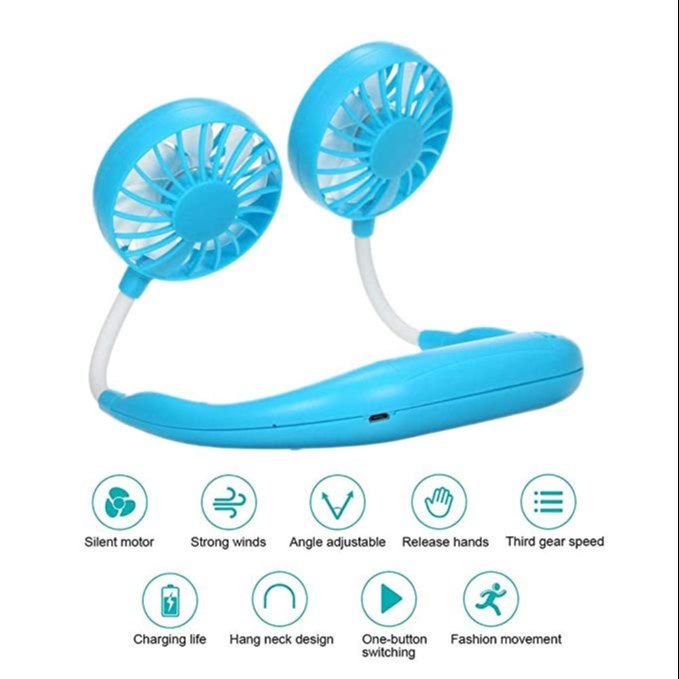 Silent motor
Strong winds
Angle adjustable
Release hands
Third gear speed
Charging life
Hang neck design
One-button
switching
Fashion movement